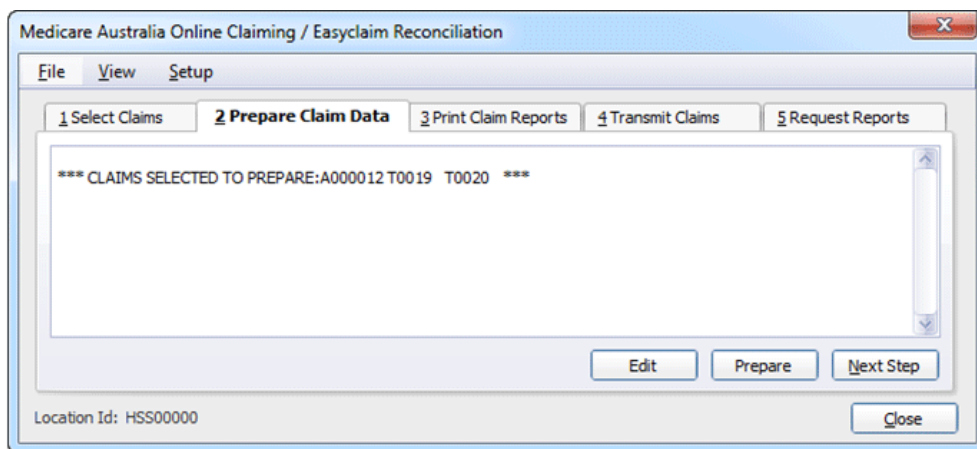 Medicare Australia Online Claiming / Easyclaim Reconciliation
File View Setup
1 Select Claims 2 Prepare Claim Data 3 Print Claim Reports 4 Transmit Claims 5 Request Reports
*** CLAIMS SELECTED TO PREPARE:A000012 T0019 T0020 ***
Edit Prepare Next Step
Location Id: HSS00000 Close